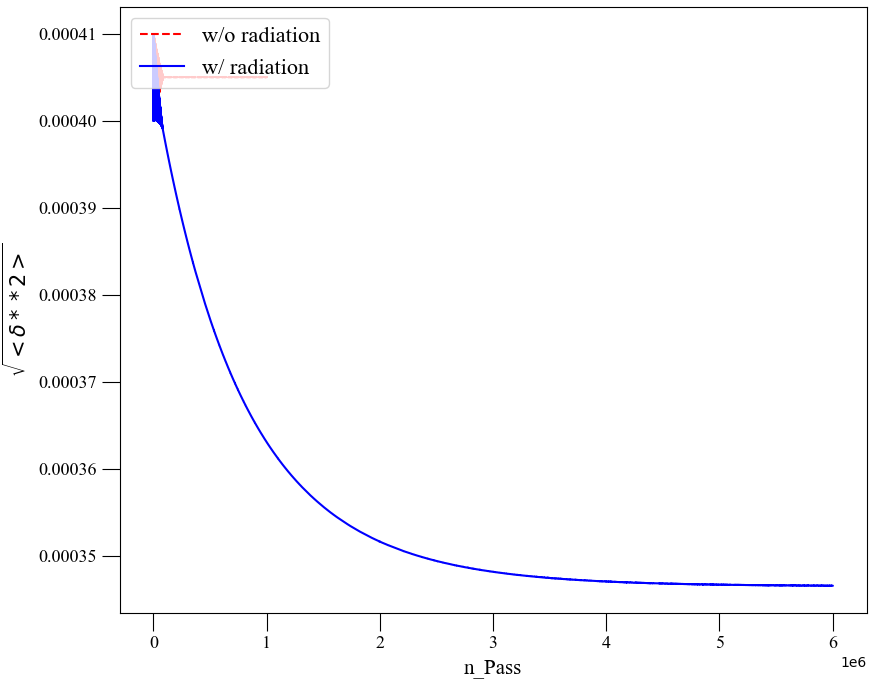 w/o radiation
w/ radiation
0.00041
0.00040
0.00039
0.00038
0.00037
0.00036
0.00035
√<δ**2>
0 1 2 3 4 5 6
1e6
n_Pass